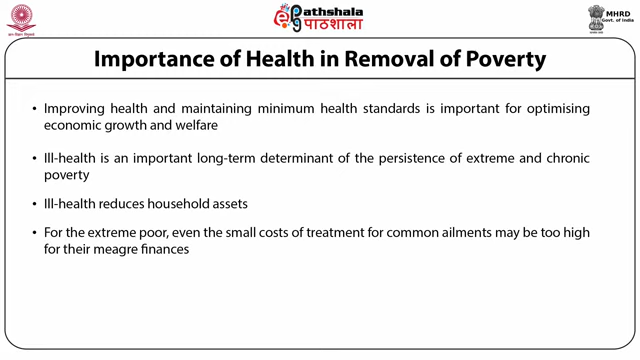 ePathshala
पाठशाला
MHRD
Govt. of India
Importance of Health in Removal of Poverty
• Improving health and maintaining minimum health standards is important for optimising
economic growth and welfare
• Ill-health is an important long-term determinant of the persistence of extreme and chronic
poverty
• Ill-health reduces household assets
• For the extreme poor, even the small costs of treatment for common ailments may be too high
for their meagre finances